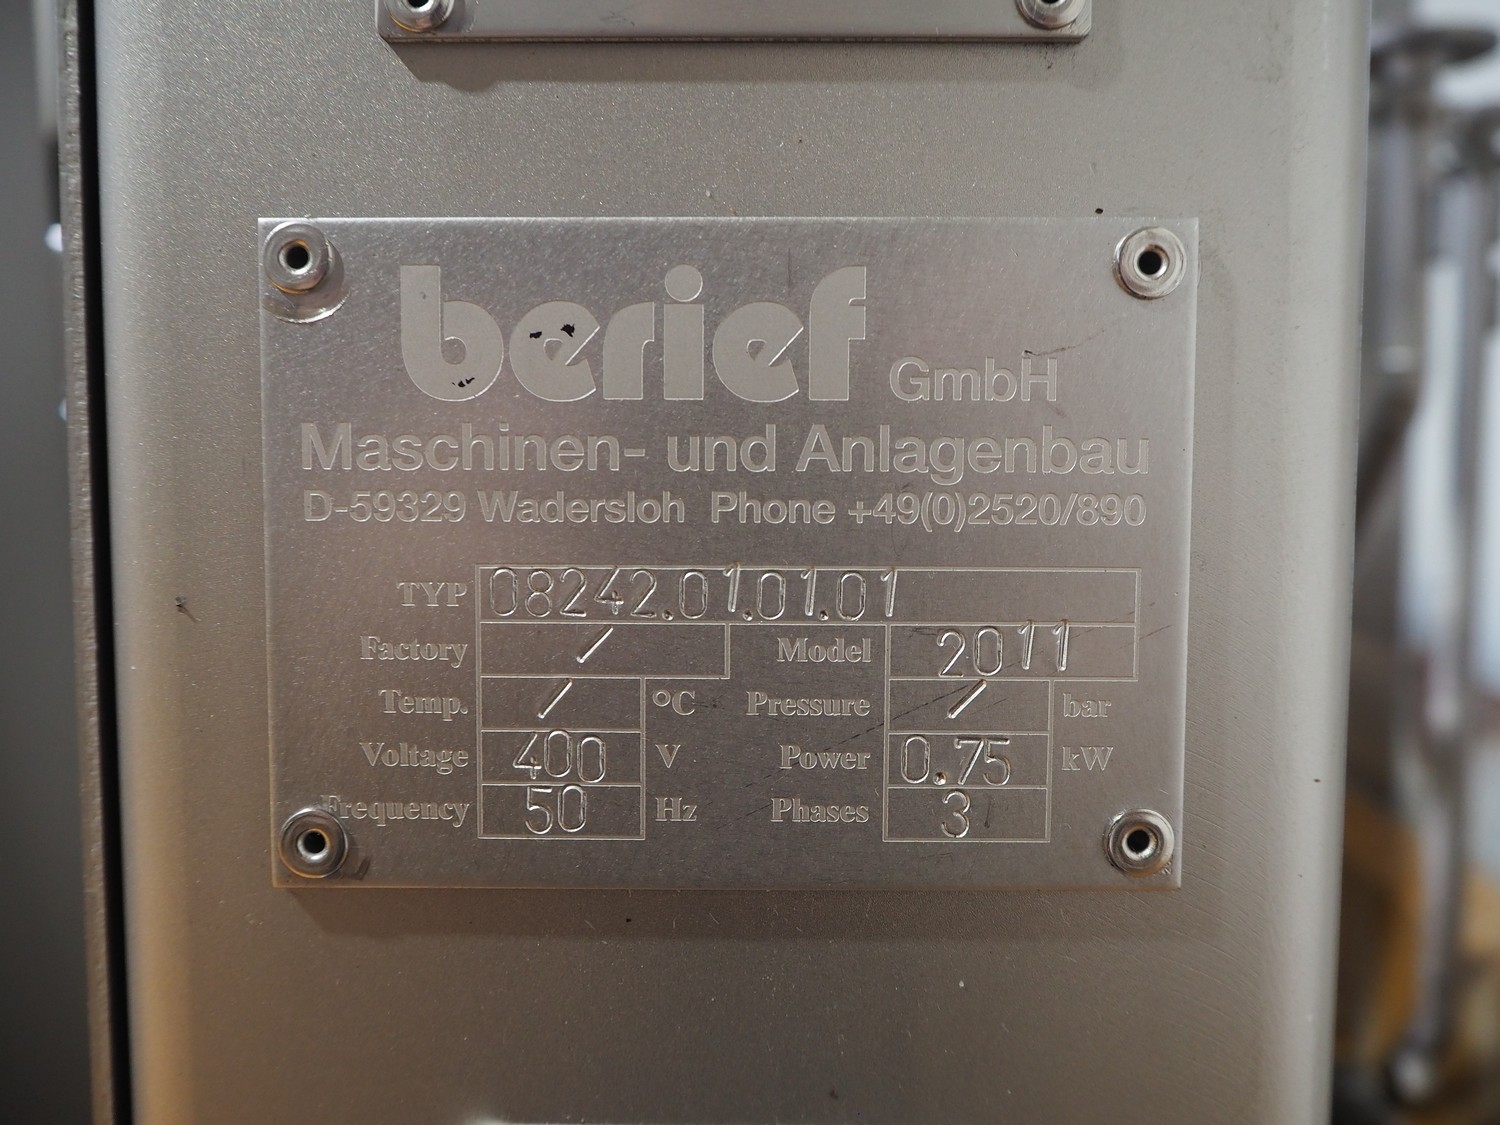 berief GmbH
Maschinen- und Anlagenbau
D-59329 Wadersloh Phone +49(0)2520/890
TYP 08242.01.01.01
Factory / Model 2011
Temp. / °C Pressure / bar
Voltage 400 V Power 0.75 kW
Frequency 50 Hz Phases 3